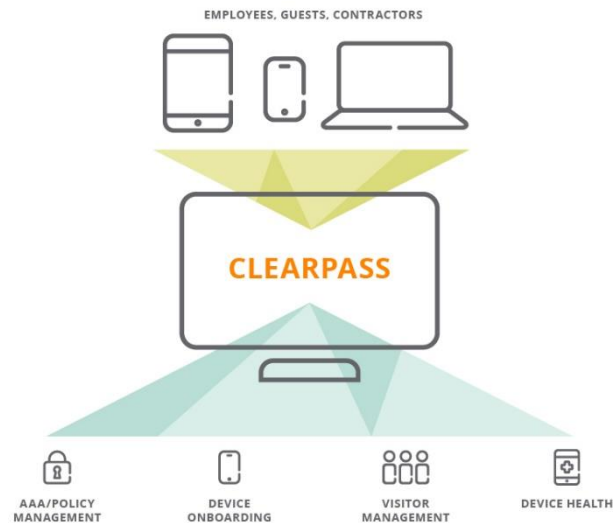 EMPLOYEES, GUESTS, CONTRACTORS
CLEARPASS
AAA/POLICY
MANAGEMENT
DEVICE
ONBOARDING
VISITOR
MANAGEMENT
DEVICE HEALTH